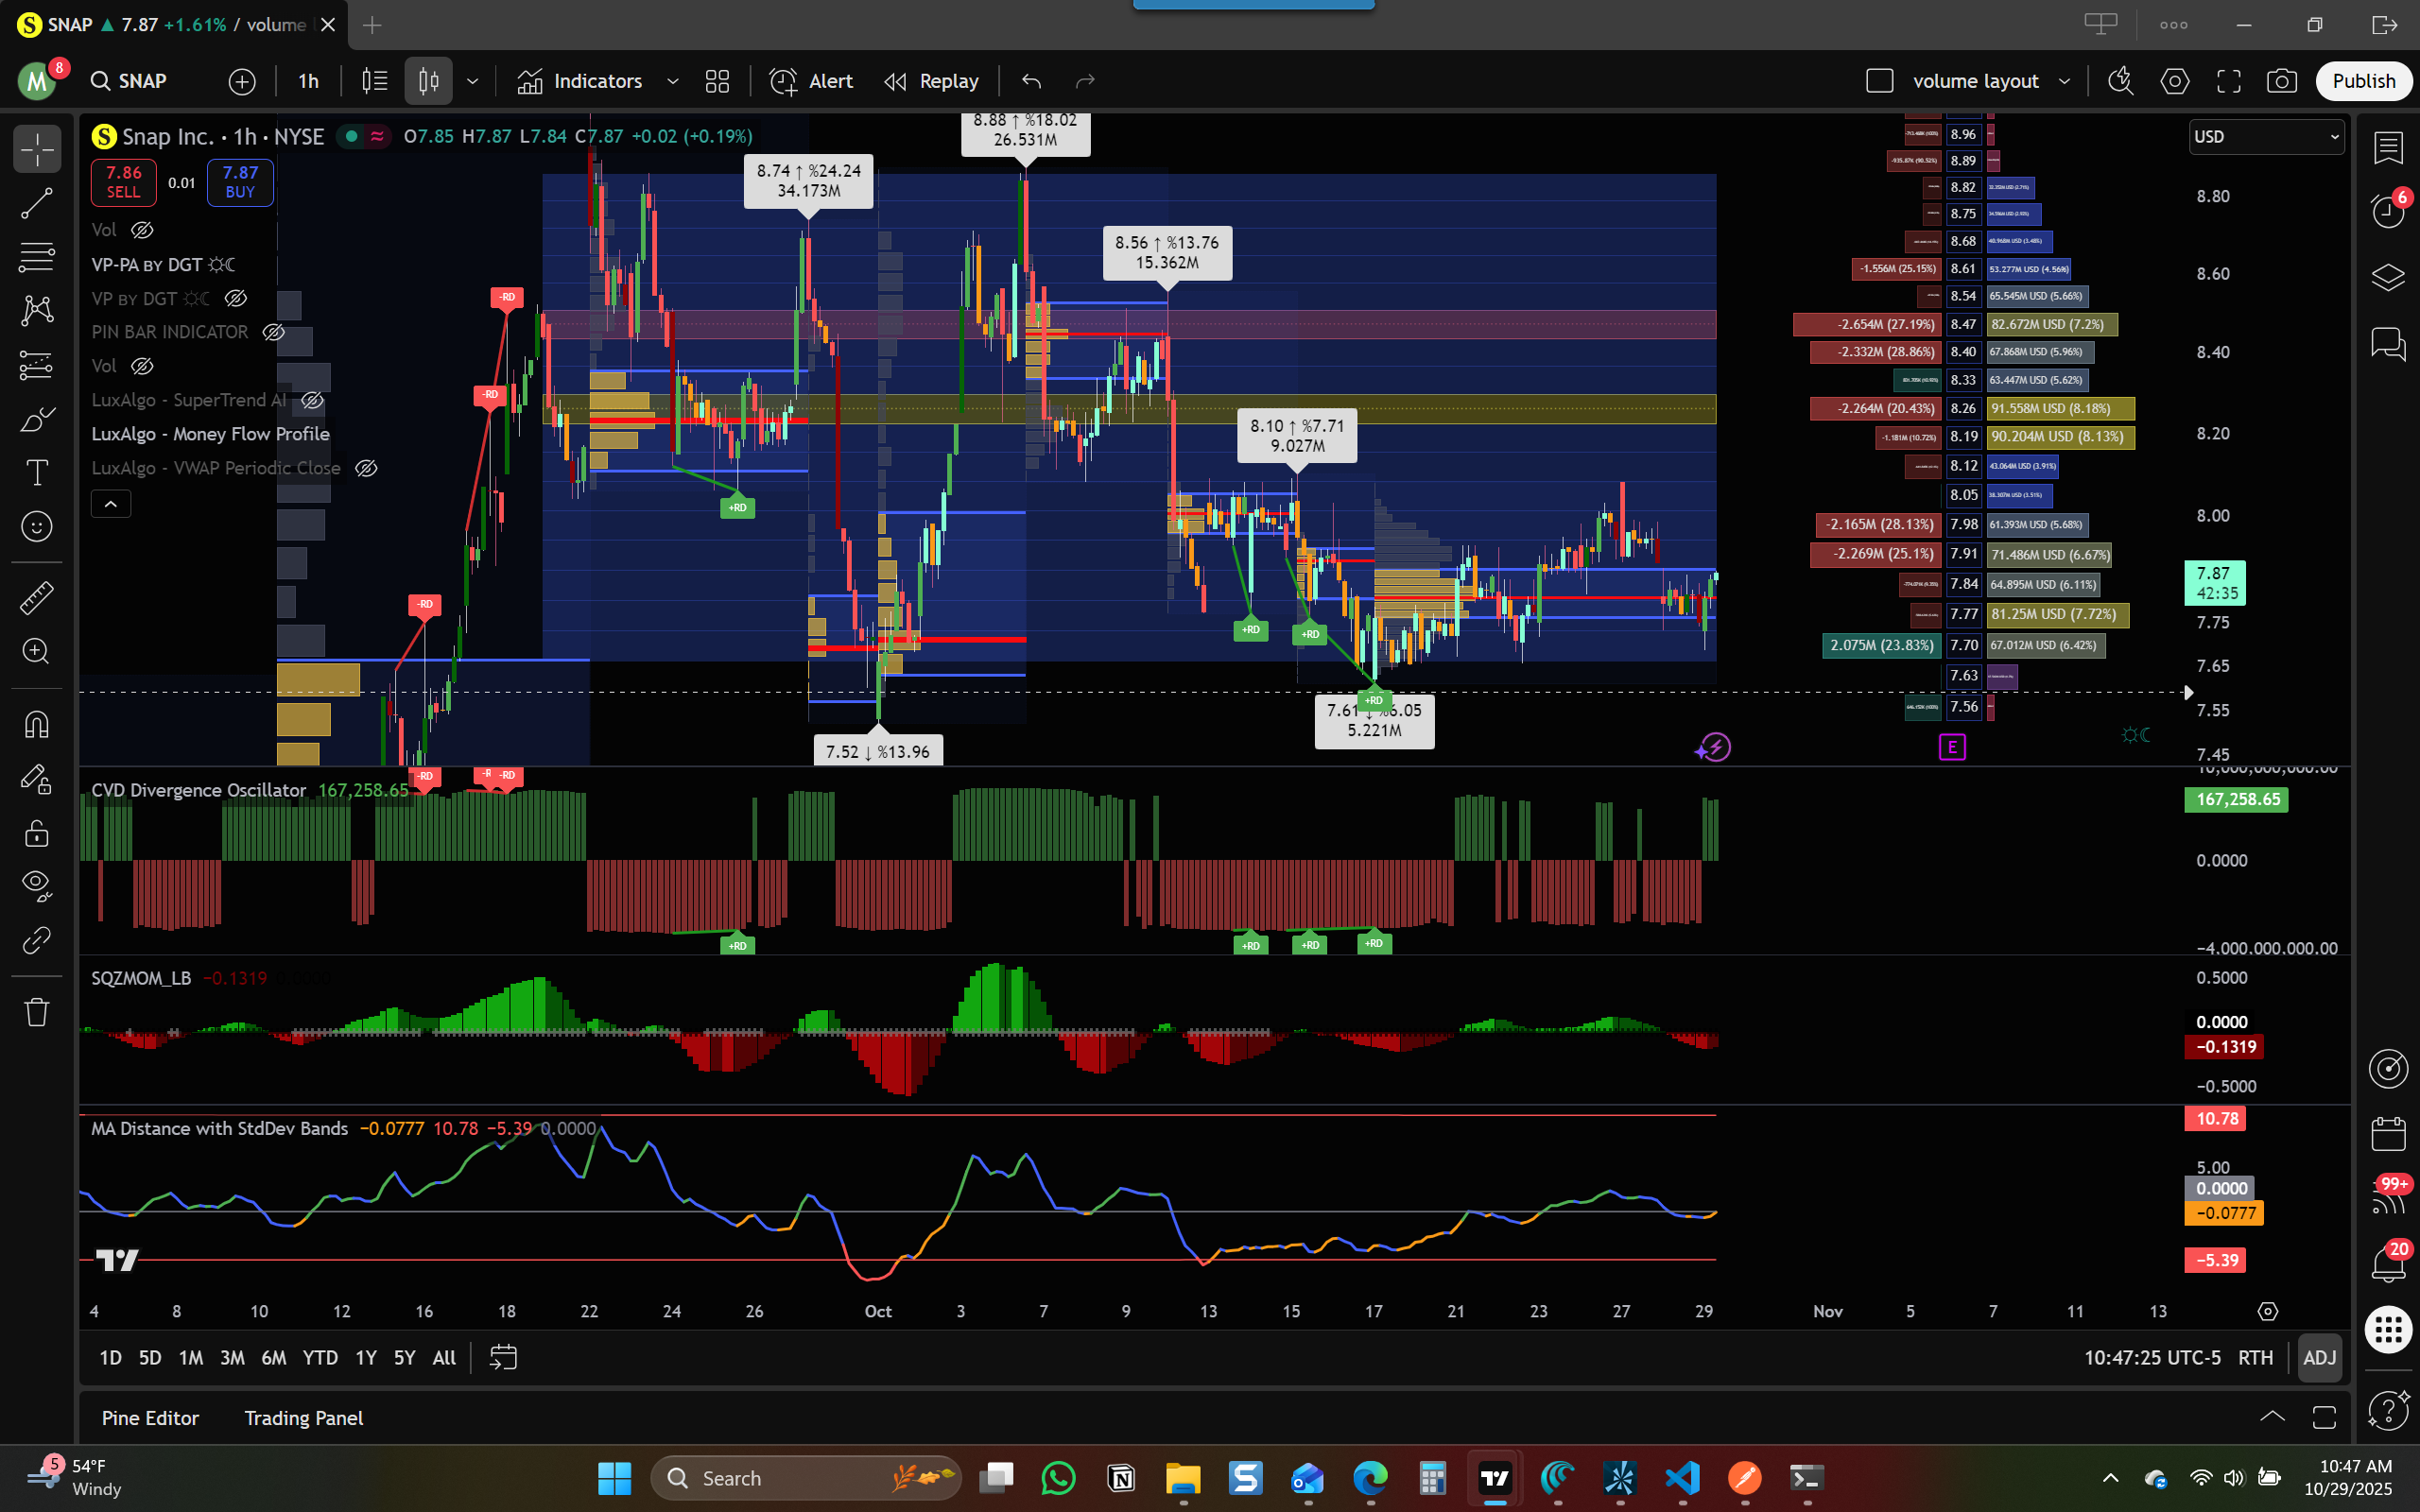 SNAP ▲ 7.87 +1.61% / volume
8
M
SNAP
1h
Indicators
Alert
Replay
volume layout
Publish
Snap Inc. · 1h · NYSE
O7.85 H7.87 L7.84 C7.87 +0.02 (+0.19%)
7.86
SELL
0.01
7.87
BUY
Vol
VP-PA BY DGT
VP BY DGT
PIN BAR INDICATOR
Vol
LuxAlgo - SuperTrend AI
LuxAlgo - Money Flow Profile
LuxAlgo - VWAP Periodic Close
-RD
-RD
-RD
8.74 ↑ %24.24
34.173M
8.88 ↑ %18.02
26.531M
8.56 ↑ %13.76
15.362M
8.10 ↑ %7.71
9.027M
7.61 ↓ %6.05
5.221M
7.52 ↓ %13.96
+RD
+RD
+RD
+RD
8.96
8.89
8.82
8.75
8.68
-1.556M (25.15%) 8.61 53.277M USD (4.56%)
8.54 65.545M USD (5.66%)
-2.654M (27.19%) 8.47 82.672M USD (7.2%)
-2.332M (28.86%) 8.40 67.868M USD (5.96%)
8.33 63.447M USD (5.62%)
-2.264M (20.43%) 8.26 91.558M USD (8.18%)
-1.181M (10.72%) 8.19 90.204M USD (8.13%)
8.12 43.064M USD (3.91%)
8.05
-2.165M (28.13%) 7.98 61.393M USD (5.68%)
-2.269M (25.1%) 7.91 71.486M USD (6.67%)
7.84 64.895M USD (6.11%)
7.77 81.25M USD (7.72%)
2.075M (23.83%) 7.70 67.012M USD (6.42%)
7.63
7.56
E
USD
8.80
8.60
8.40
8.20
8.00
7.87
42:35
7.75
7.65
7.55
7.45
6
CVD Divergence Oscillator 167,258.65
-RD
-RD
+RD
+RD
+RD
+RD
10,000,000,000.00
167,258.65
0.0000
−4,000,000,000.00
SQZMOM_LB −0.1319 0.0000
0.5000
0.0000
−0.1319
−0.5000
MA Distance with StdDev Bands −0.0777 10.78 −5.39 0.0000
10.78
5.00
0.0000
−0.0777
−5.39
99+
20
4 8 10 12 16 18 22 24 26 Oct 3 7 9 13 15 17 21 23 27 29 Nov 5 7 11 13
1D 5D 1M 3M 6M YTD 1Y 5Y All
10:47:25 UTC-5 RTH ADJ
Pine Editor Trading Panel
5
54°F
Windy
Search
10:47 AM
10/29/2025